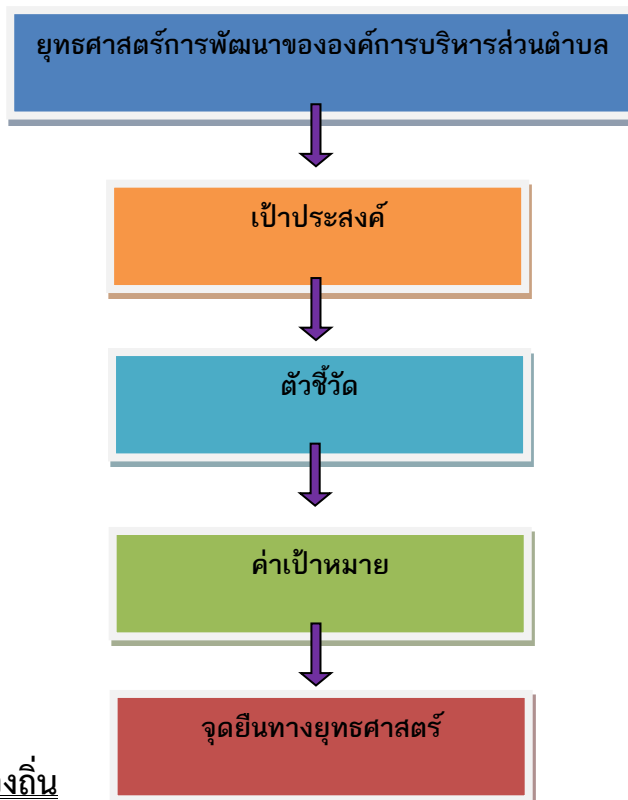 ยุทธศาสตร์การพัฒนาขององค์การบริหารส่วนตำบล
เป้าประสงค์
ตัวชี้วัด
ค่าเป้าหมาย
จุดยืนทางยุทธศาสตร์